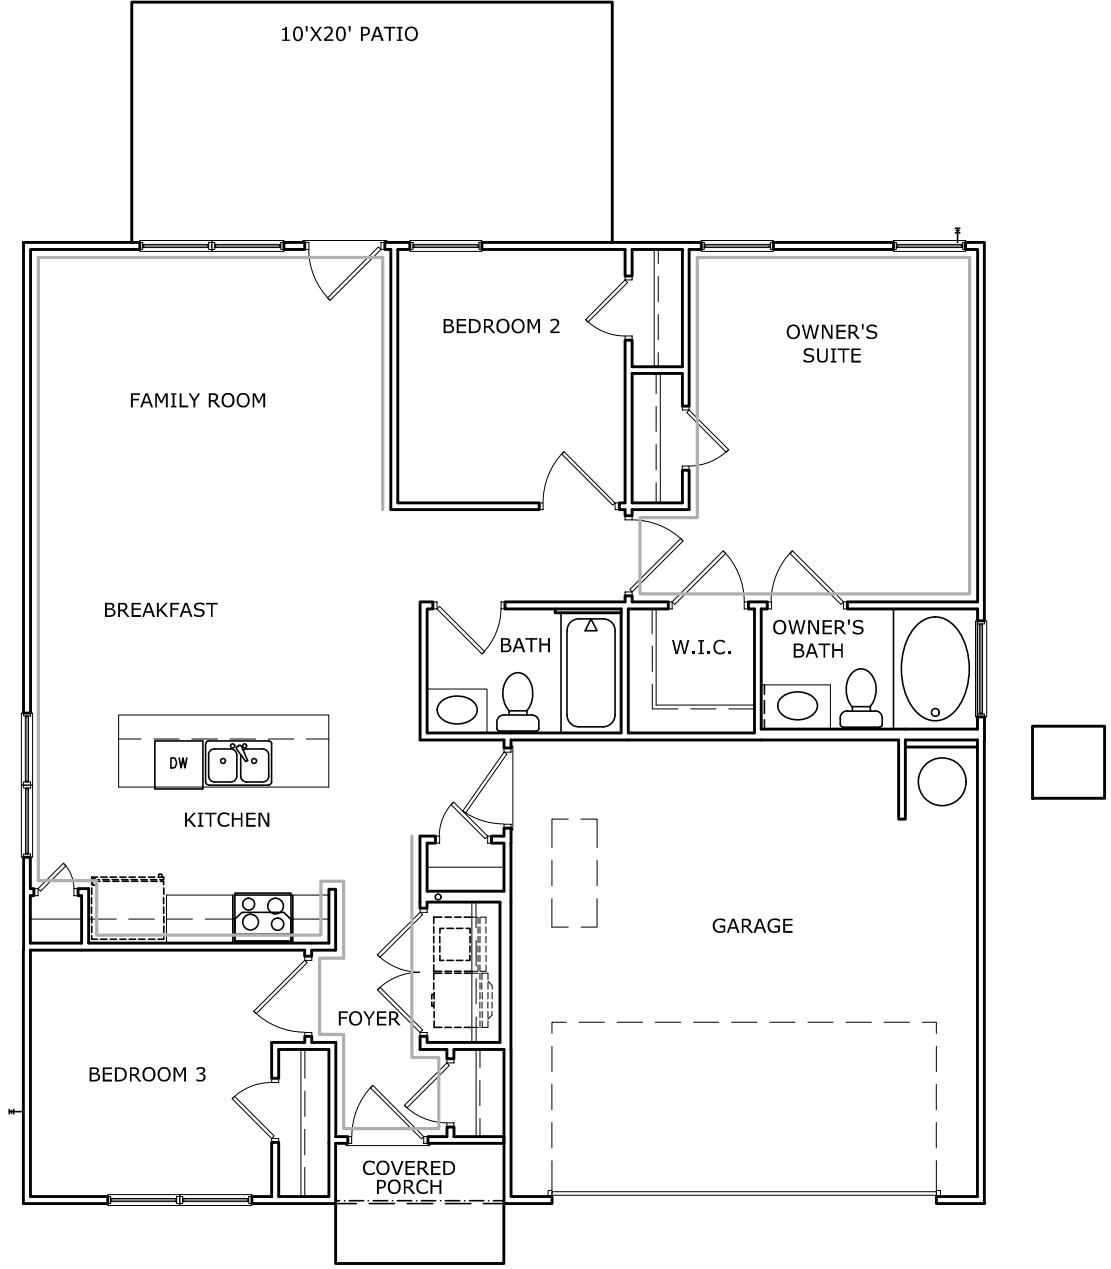 10'X20' PATIO
BEDROOM 2
OWNER'S
SUITE
FAMILY ROOM
BREAKFAST
BATH
W.I.C.
OWNER'S
BATH
DW
KITCHEN
GARAGE
FOYER
BEDROOM 3
COVERED
PORCH